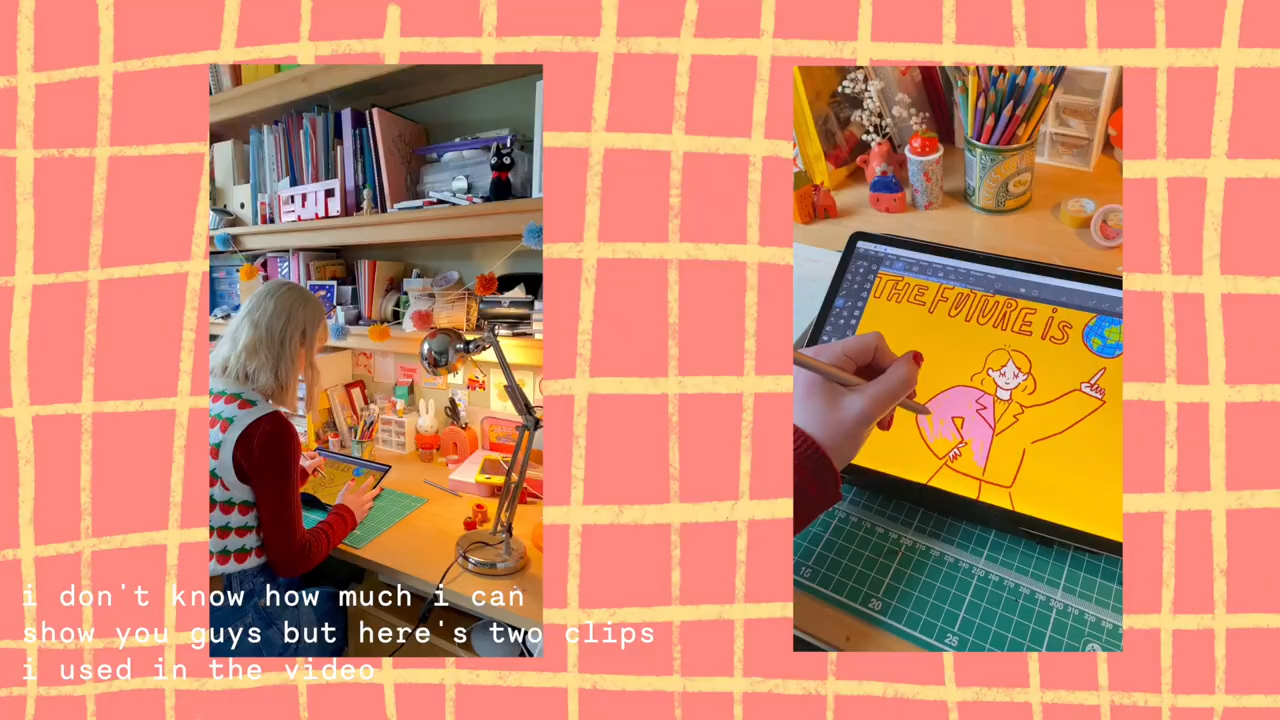 THE FUTURE IS
i don't know how much i can
show you guys but here's two clips
i used in the video